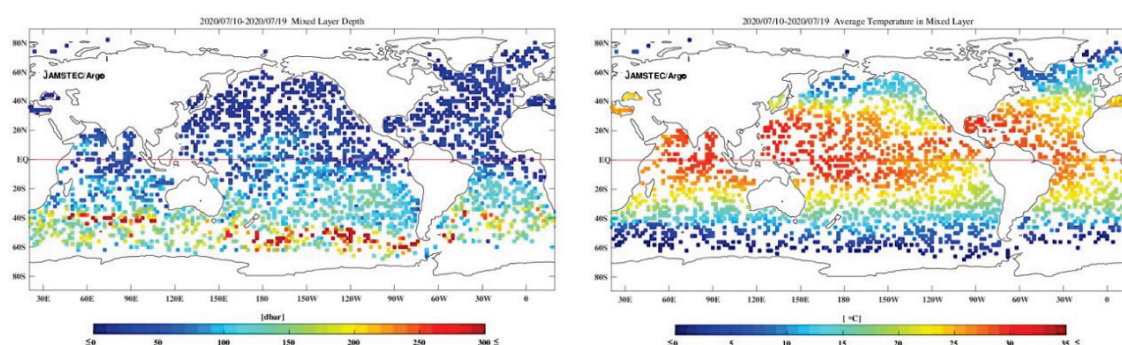 2020/07/10-2020/07/19 Mixed Layer Depth
80N
60N
40N
20N
EQ
20S
40S
60S
80S
JAMSTEC/Argo
30E 60E 90E 120E 150E 180 150W 120W 90W 60W 30W 0
[dbar]
≤0 50 100 150 200 250 300 ≤
2020/07/10-2020/07/19 Average Temperature in Mixed Layer
80N
60N
40N
20N
EQ
20S
40S
60S
80S
JAMSTEC/Argo
30E 60E 90E 120E 150E 180 150W 120W 90W 60W 30W 0
[ °C]
≤0 5 10 15 20 25 30 35 ≤